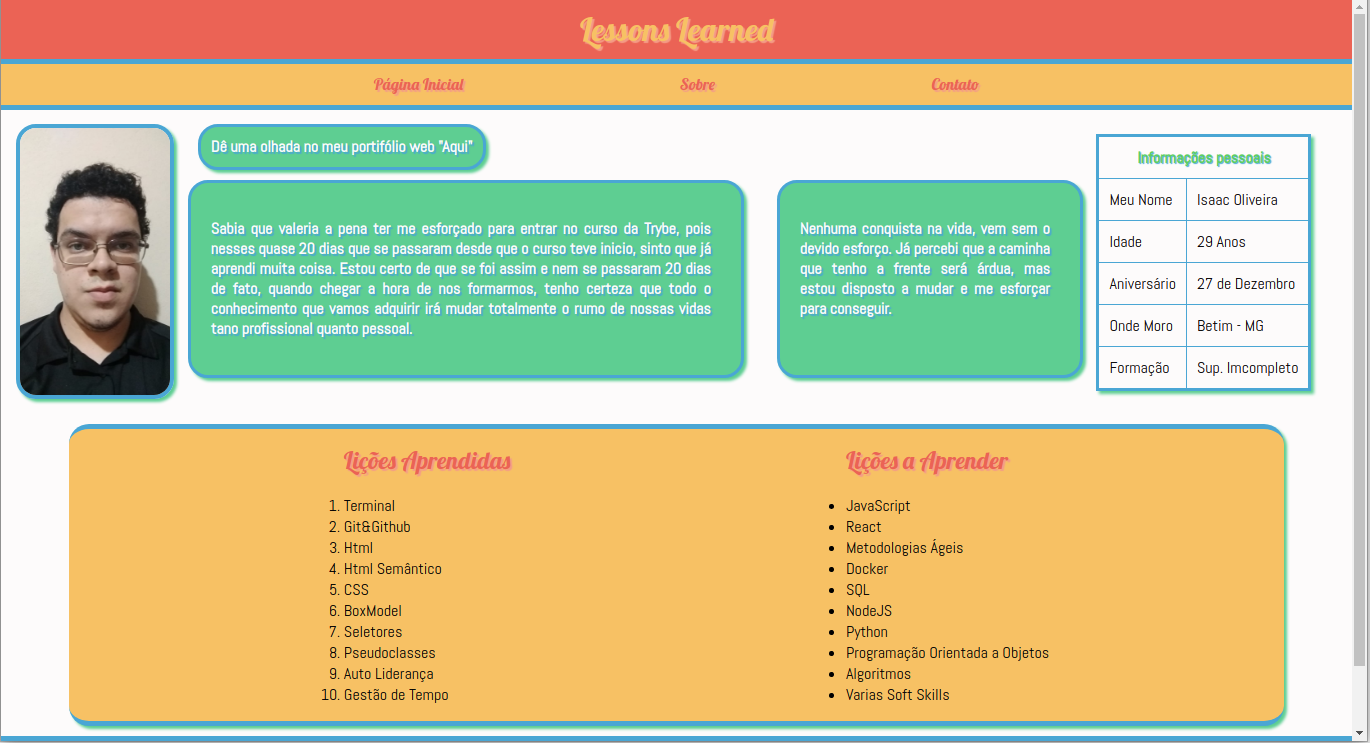 Lessons Learned
Página Inicial Sobre Contato
Dê uma olhada no meu portifólio web "Aqui"
Sabia que valeria a pena ter me esforçado para entrar no curso da Trybe, pois
nesses quase 20 dias que se passaram desde que o curso teve início, sinto que já
aprendi muita coisa. Estou certo de que se foi assim e nem se passaram 20 dias
de fato, quando chegar a hora de nos formarmos, tenho certeza que todo o
conhecimento que vamos adquirir irá mudar totalmente o rumo de nossas vidas
tano profissional quanto pessoal.
Nenhuma conquista na vida, vem sem o
devido esforço. Já percebi que a caminha
que tenho a frente será árdua, mas
estou disposto a mudar e me esforçar
para conseguir.
Informações pessoais
Meu Nome Isaac Oliveira
Idade 29 Anos
Aniversário 27 de Dezembro
Onde Moro Betim - MG
Formação Sup. Imcompleto
Lições Aprendidas
1. Terminal
2. Git&Github
3. Html
4. Html Semântico
5. CSS
6. BoxModel
7. Seletores
8. Pseudoclasses
9. Auto Liderança
10. Gestão de Tempo
Lições a Aprender
• JavaScript
• React
• Metodologias Ágeis
• Docker
• SQL
• NodeJS
• Python
• Programação Orientada a Objetos
• Algoritmos
• Varias Soft Skills